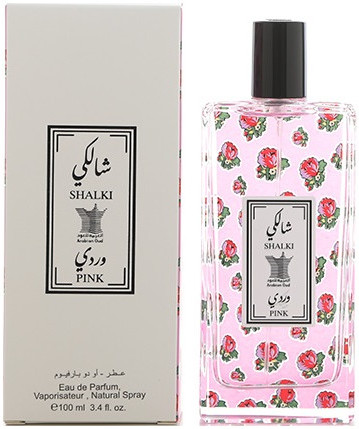 شالكي
SHALKI
العربية للعود
Arabian Oud
وردي
PINK
عطر - أو دو بارفيوم
Eau de Parfum,
Vaporisateur , Natural Spray
℮100 ml 3.4 fl. oz.
شالكي
SHALKI
العربية للعود
Arabian Oud
وردي
PINK